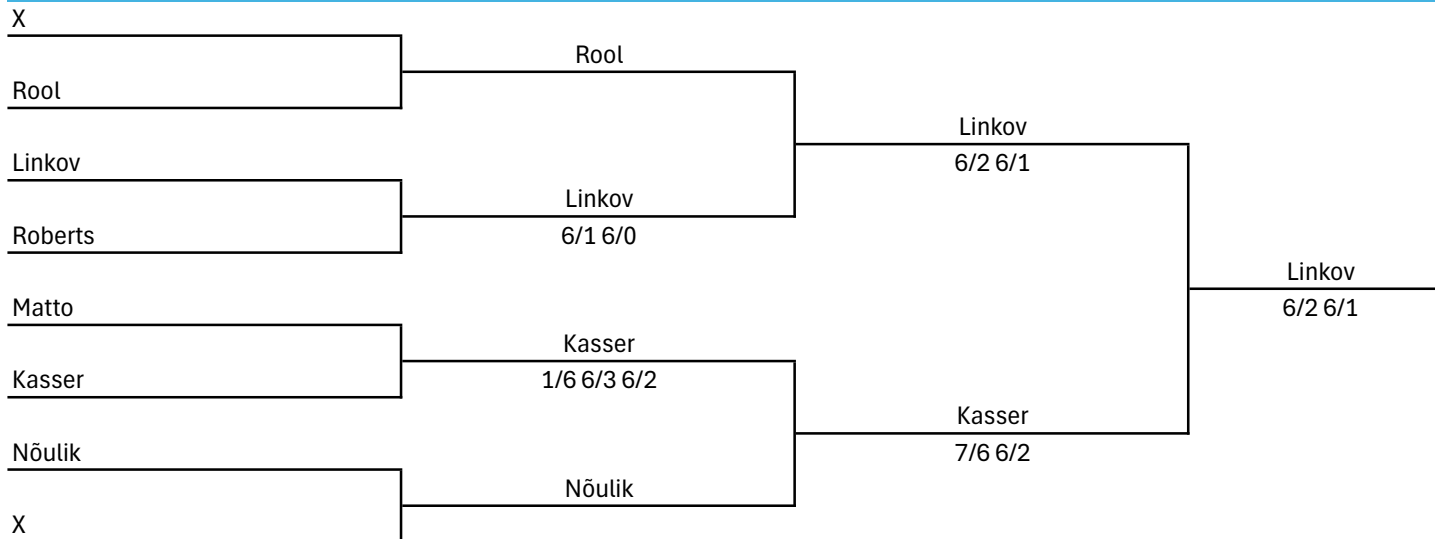 X
Rool
Rool
Linkov
Linkov
6/2 6/1
Linkov
6/1 6/0
Roberts
Linkov
6/2 6/1
Matto
Kasser
1/6 6/3 6/2
Kasser
Kasser
7/6 6/2
Nõulik
Nõulik
X